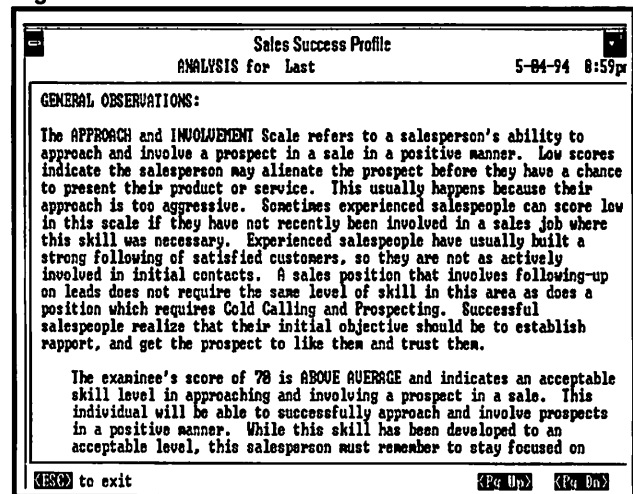 Sales Success Profile
ANALYSIS for Last 5-04-94 8:59pm
GENERAL OBSERVATIONS:
The APPROACH and INVOLVEMENT Scale refers to a salesperson's ability to
approach and involve a prospect in a sale in a positive manner. Low scores
indicate the salesperson may alienate the prospect before they have a chance
to present their product or service. This usually happens because their
approach is too aggressive. Sometimes experienced salespeople can score low
in this scale if they have not recently been involved in a sales job where
this skill was necessary. Experienced salespeople have usually built a
strong following of satisfied customers, so they are not as actively
involved in initial contacts. A sales position that involves following-up
on leads does not require the same level of skill in this area as does a
position which requires Cold Calling and Prospecting. Successful
salespeople realize that their initial objective should be to establish
rapport, and get the prospect to like them and trust them.
The examinee's score of 78 is ABOVE AVERAGE and indicates an acceptable
skill level in approaching and involving a prospect in a sale. This
individual will be able to successfully approach and involve prospects
in a positive manner. While this skill has been developed to an
acceptable level, this salesperson must remember to stay focused on
<ESC> to exit <Pg Up> <Pg Dn>